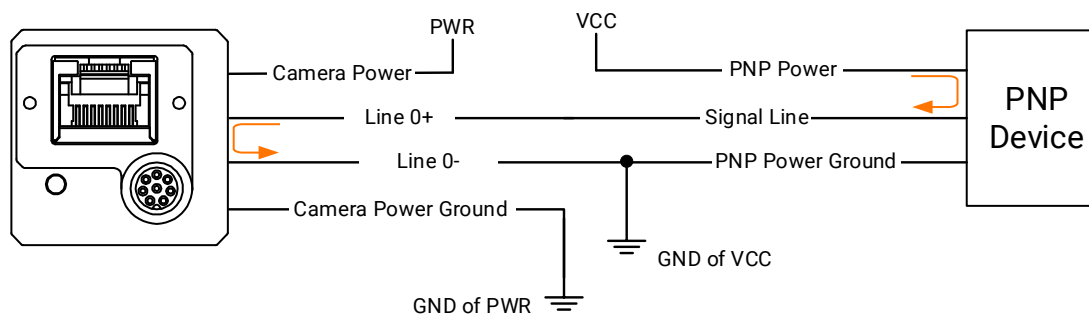 PWR
VCC
Camera Power
PNP Power
Line 0+
Signal Line
PNP
Device
Line 0-
PNP Power Ground
Camera Power Ground
GND of VCC
GND of PWR